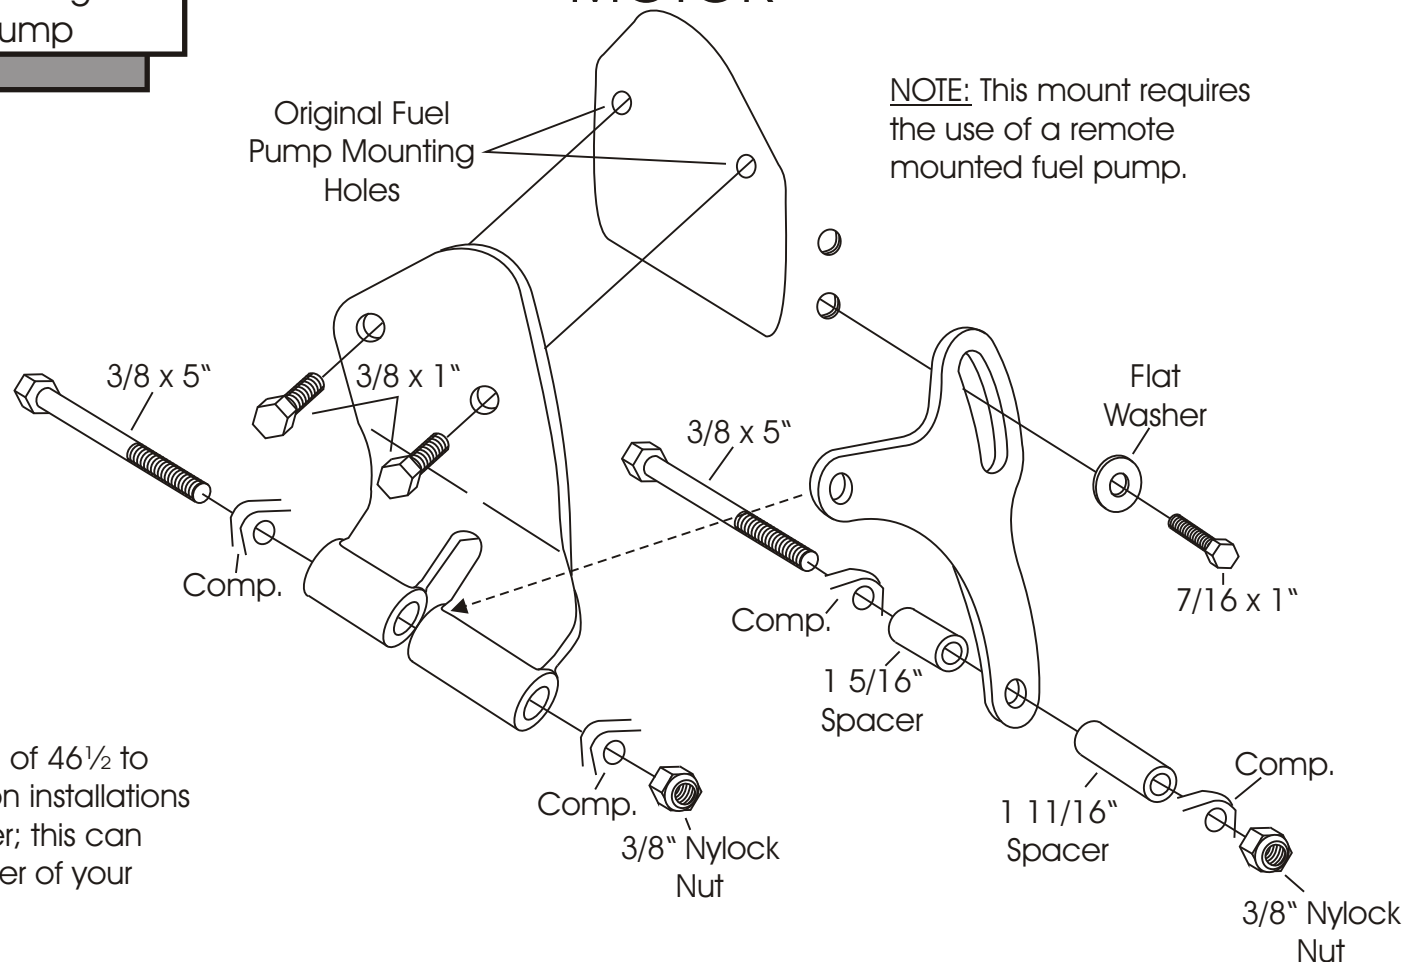 ump
MOTOR
Original Fuel
Pump Mounting
Holes
NOTE: This mount requires
the use of a remote
mounted fuel pump.
3/8 x 5“
3/8 x 1“
3/8 x 5“
Flat
Washer
7/16 x 1“
Comp.
Comp.
1 5/16“
Spacer
Comp.
3/8“ Nylock
Nut
1 11/16“
Spacer
Comp.
3/8“ Nylock
Nut
of 46½ to
on installations
er; this can
er of your